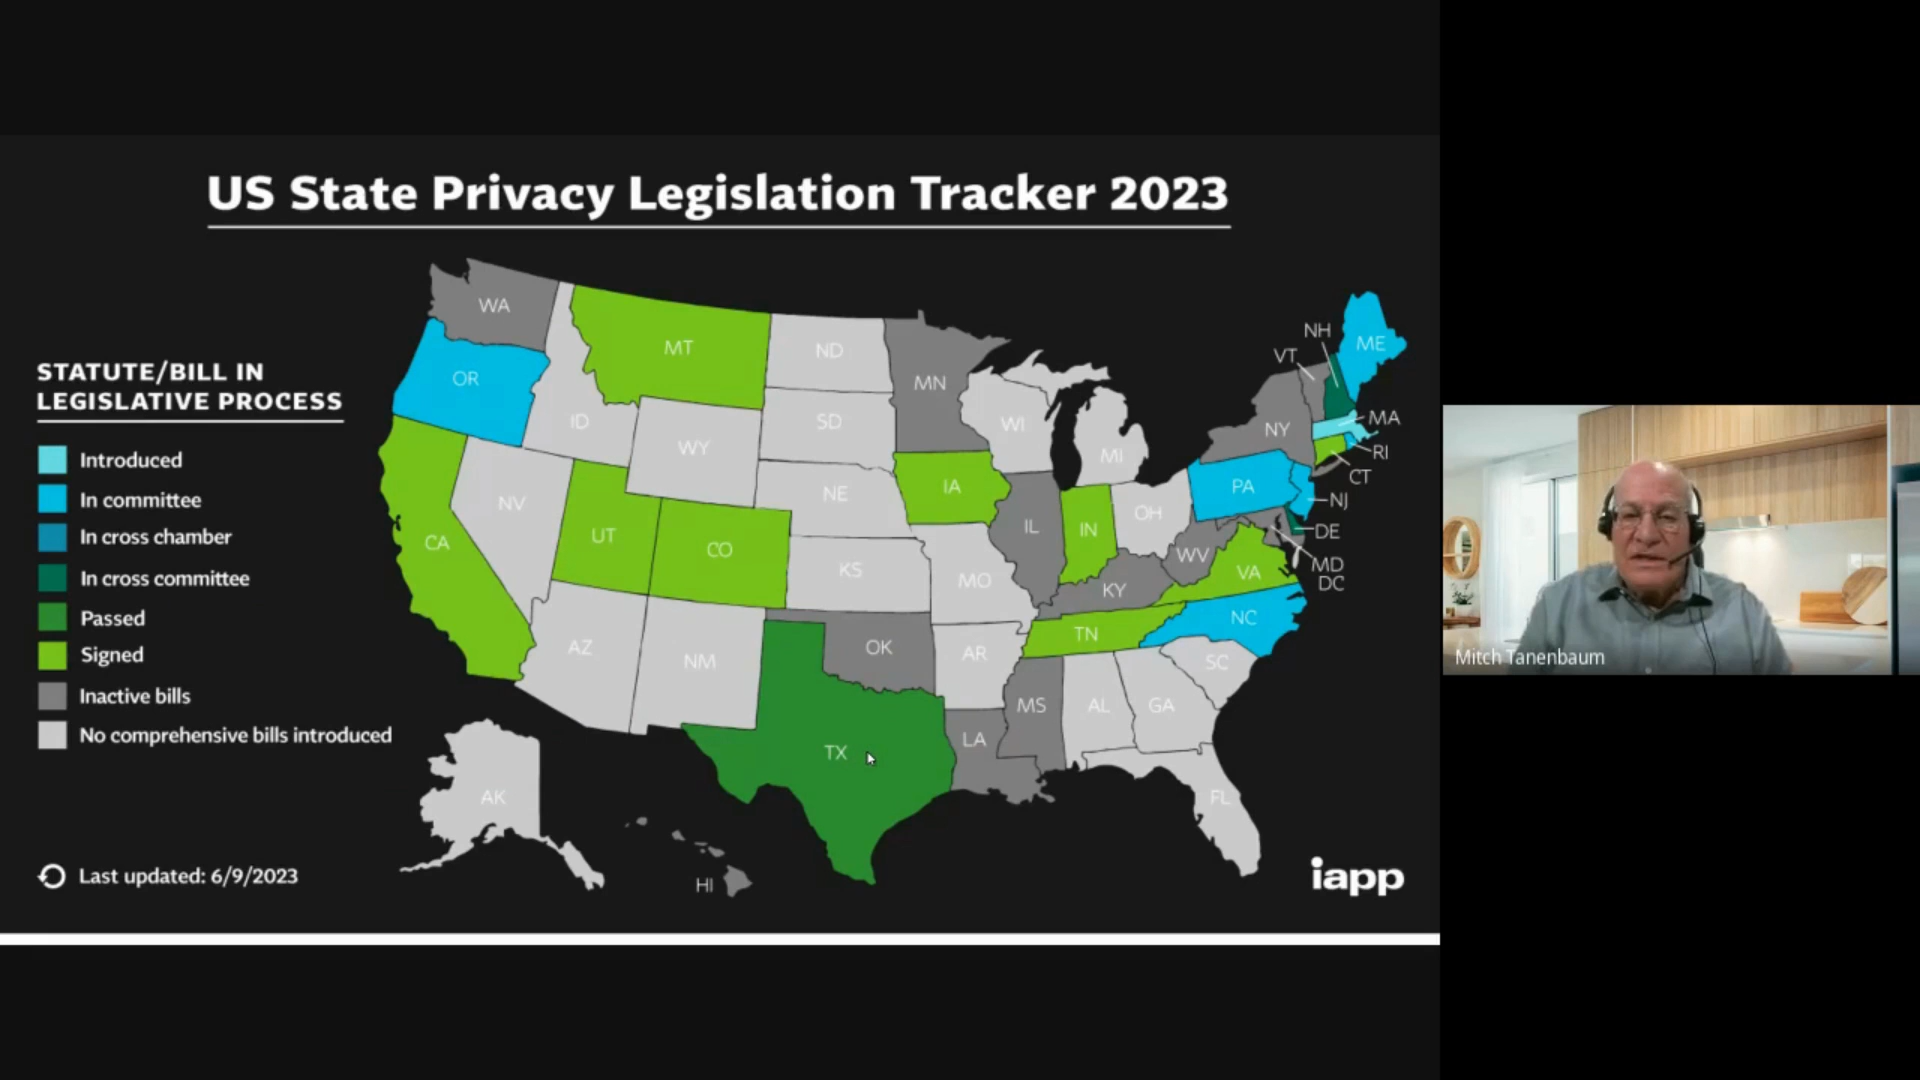 US State Privacy Legislation Tracker 2023
STATUTE/BILL IN
LEGISLATIVE PROCESS
Introduced
In committee
In cross chamber
In cross committee
Passed
Signed
Inactive bills
No comprehensive bills introduced
Last updated: 6/9/2023
WA
OR
MT
ID
ND
MN
SD
WY
WI
MI
NY
VT
NH
ME
MA
RI
CT
NJ
DE
MD
DC
PA
CA
NV
UT
CO
NE
IA
IL
IN
OH
WV
VA
KS
MO
KY
NC
TN
AZ
NM
OK
AR
SC
TX
LA
MS
AL
GA
FL
AK
HI
iapp
Mitch Tanenbaum